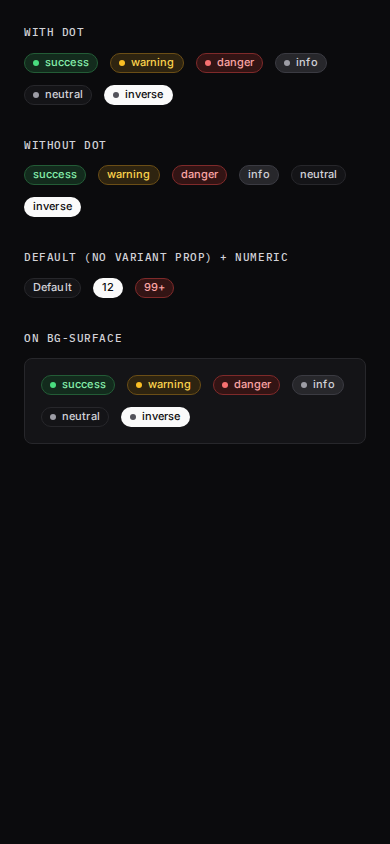 WITH DOT
success warning danger info
neutral inverse
WITHOUT DOT
success warning danger info neutral
inverse
DEFAULT (NO VARIANT PROP) + NUMERIC
Default 12 99+
ON BG-SURFACE
success warning danger info
neutral inverse